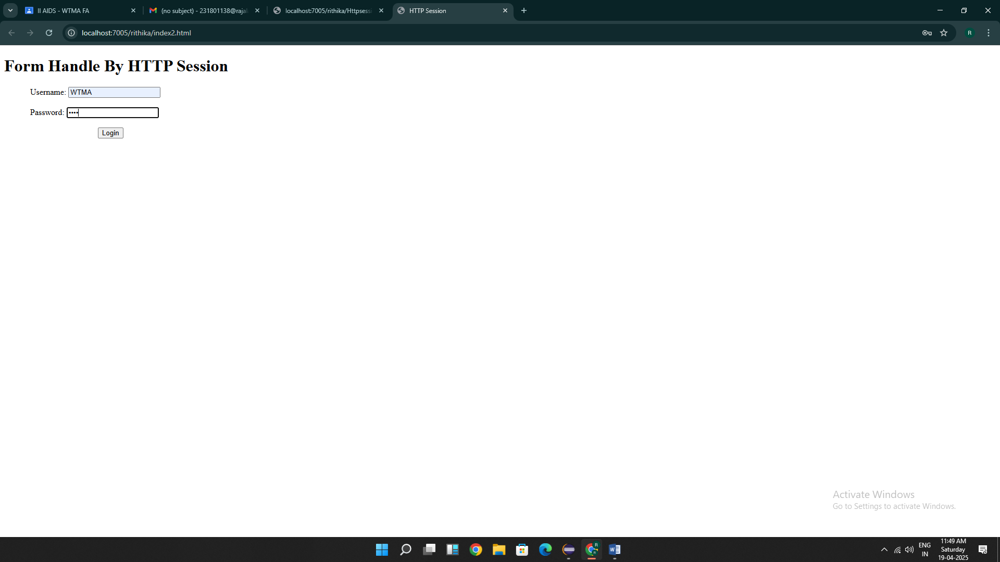 II AIDS - WTMA FA
(no subject) - 231801138@raja
localhost:7005/rithika/Httpsess
HTTP Session
localhost:7005/rithika/index2.html
R
Form Handle By HTTP Session
Username: WTMA
Password: ••••
Login
Activate Windows
Go to Settings to activate Windows.
R
R
W
ENG
IN
11:49 AM
Saturday
19-04-2025